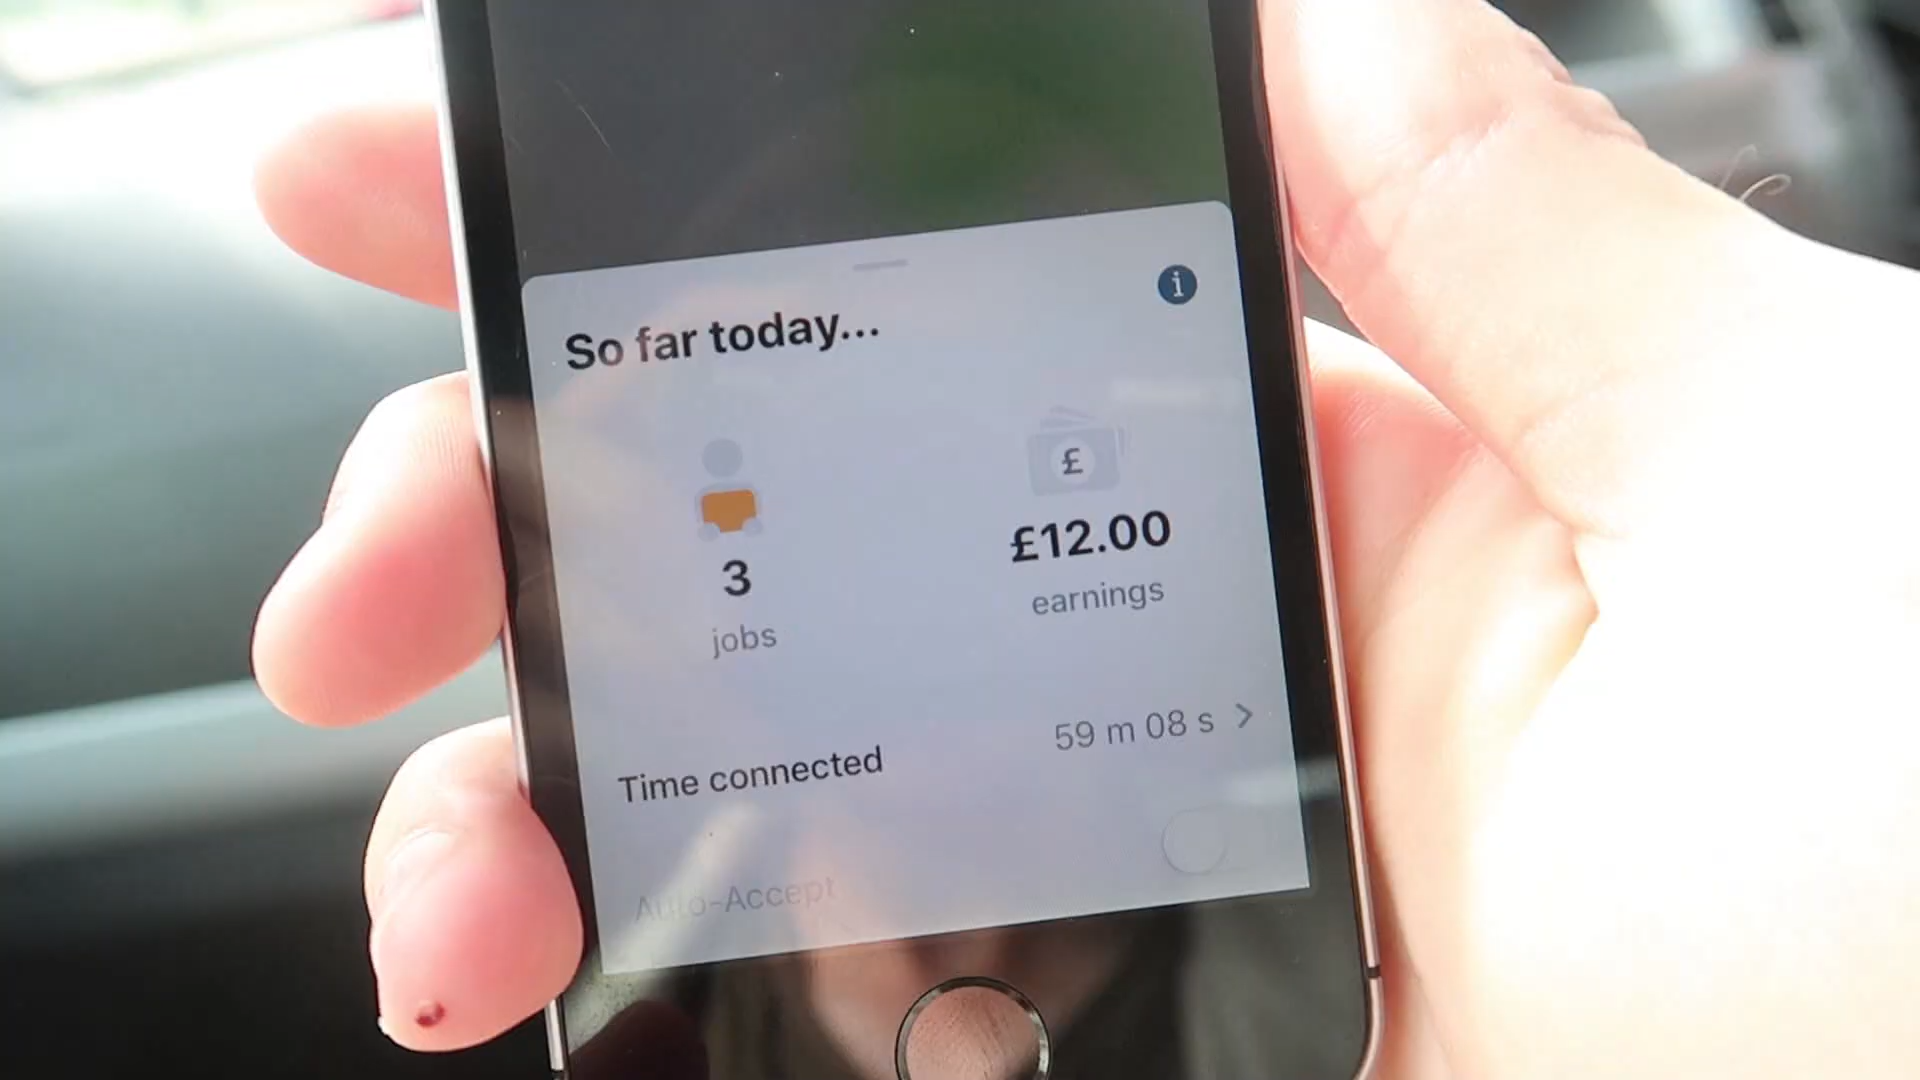 So far today...
i
£
3
£12.00
jobs
earnings
Time connected
59 m 08 s
Auto-Accept